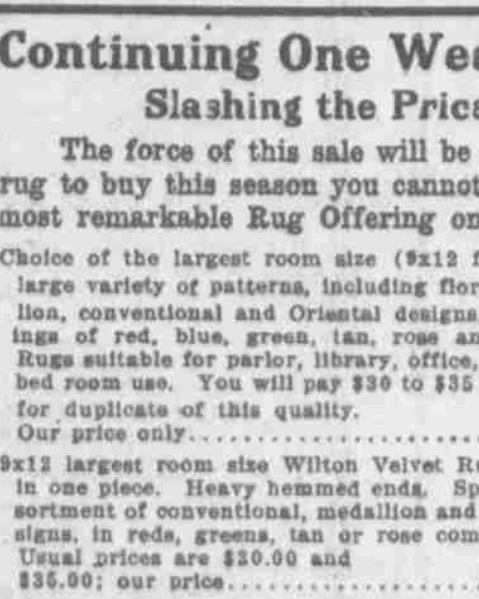 Continuing One Wee
Slashing the Price
The force of this sale will be
rug to buy this season you cannot
most remarkable Rug Offering on
Choice of the largest room size (9x12 f
large variety of patterns, including flor
lion, conventional and Oriental designs,
ings of red, blue, green, tan, rose an
Rugs suitable for parlor, library, office,
bed room use. You will pay $30 to $35
for duplicate of this quality.
Our price only..................
9x12 largest room size Wilton Velvet Ru
in one piece. Heavy hemmed ends. Sp
sortment of conventional, medallion and
signs, in reds, greens, tan or rose com
Usual prices are $30.00 and
$35.00; our price..................